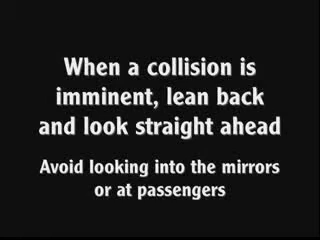 When a collision is
imminent, lean back
and look straight ahead
Avoid looking into the mirrors
or at passengers